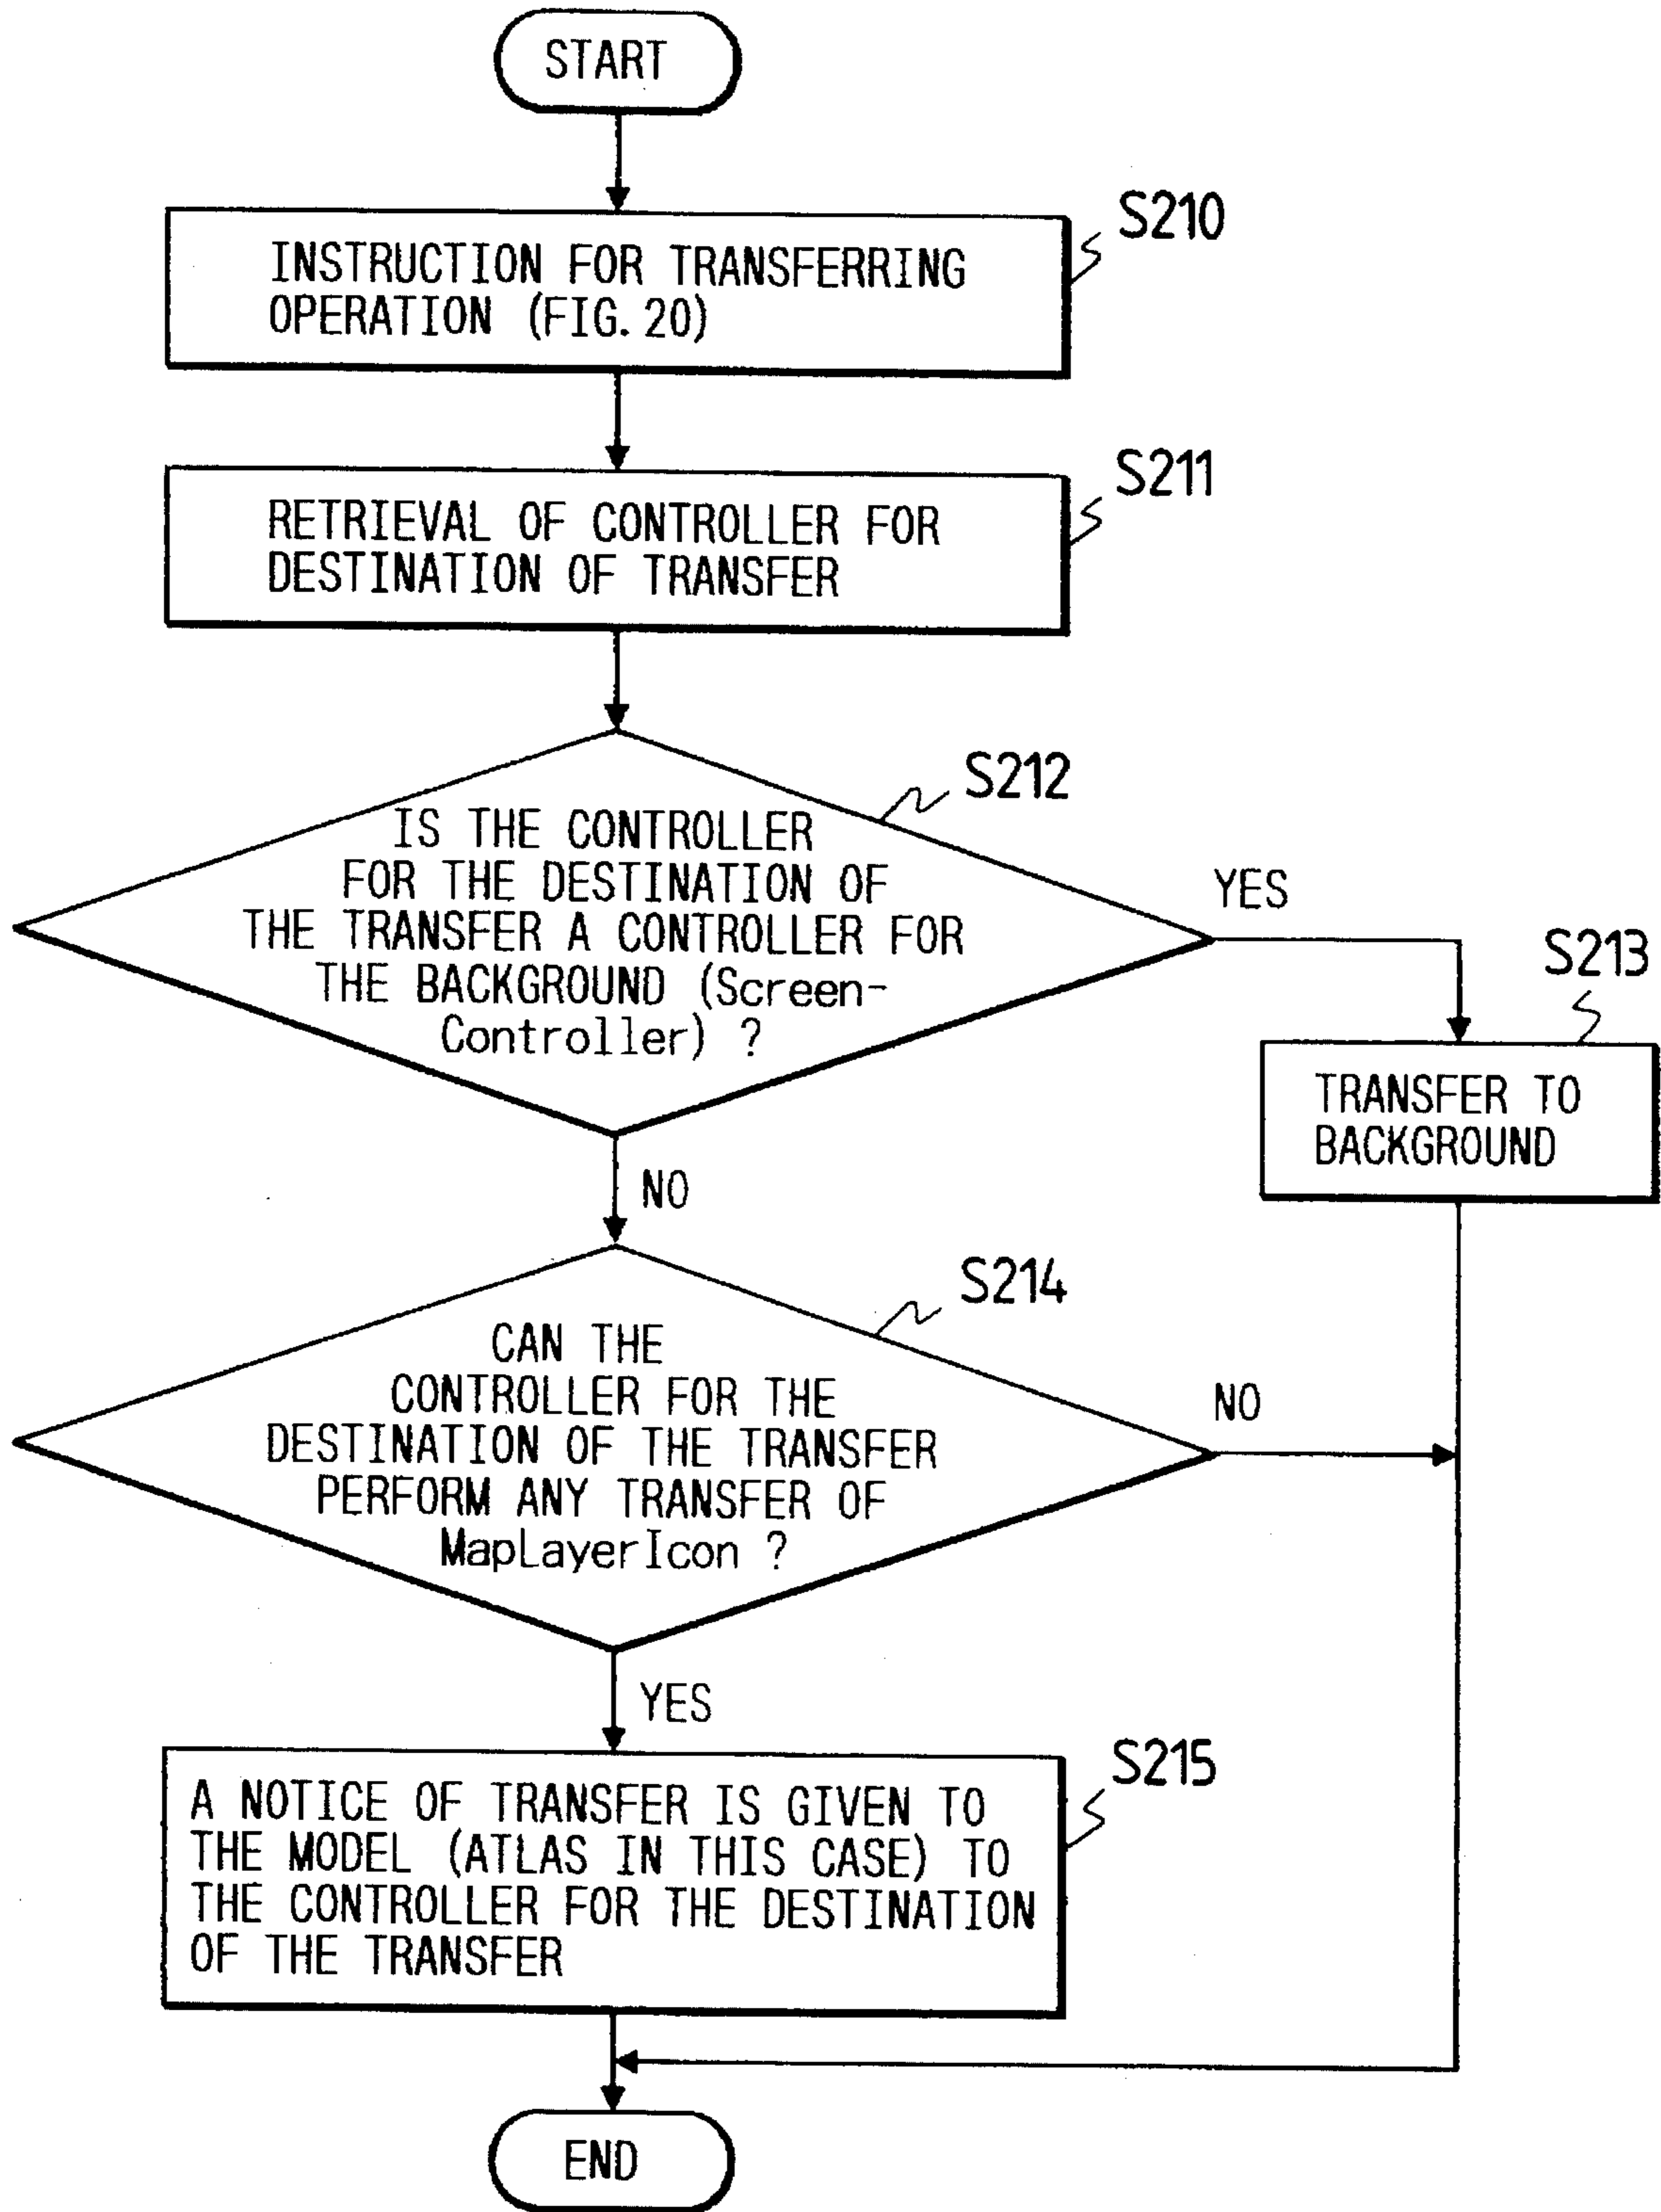 START
S210
INSTRUCTION FOR TRANSFERRING
OPERATION (FIG. 20)
S211
RETRIEVAL OF CONTROLLER FOR
DESTINATION OF TRANSFER
S212
IS THE CONTROLLER
FOR THE DESTINATION OF
THE TRANSFER A CONTROLLER FOR
THE BACKGROUND (Screen-
Controller) ?
YES
S213
TRANSFER TO
BACKGROUND
NO
S214
CAN THE
CONTROLLER FOR THE
DESTINATION OF THE TRANSFER
PERFORM ANY TRANSFER OF
MapLayerIcon ?
NO
YES
S215
A NOTICE OF TRANSFER IS GIVEN TO
THE MODEL (ATLAS IN THIS CASE) TO
THE CONTROLLER FOR THE DESTINATION
OF THE TRANSFER
END